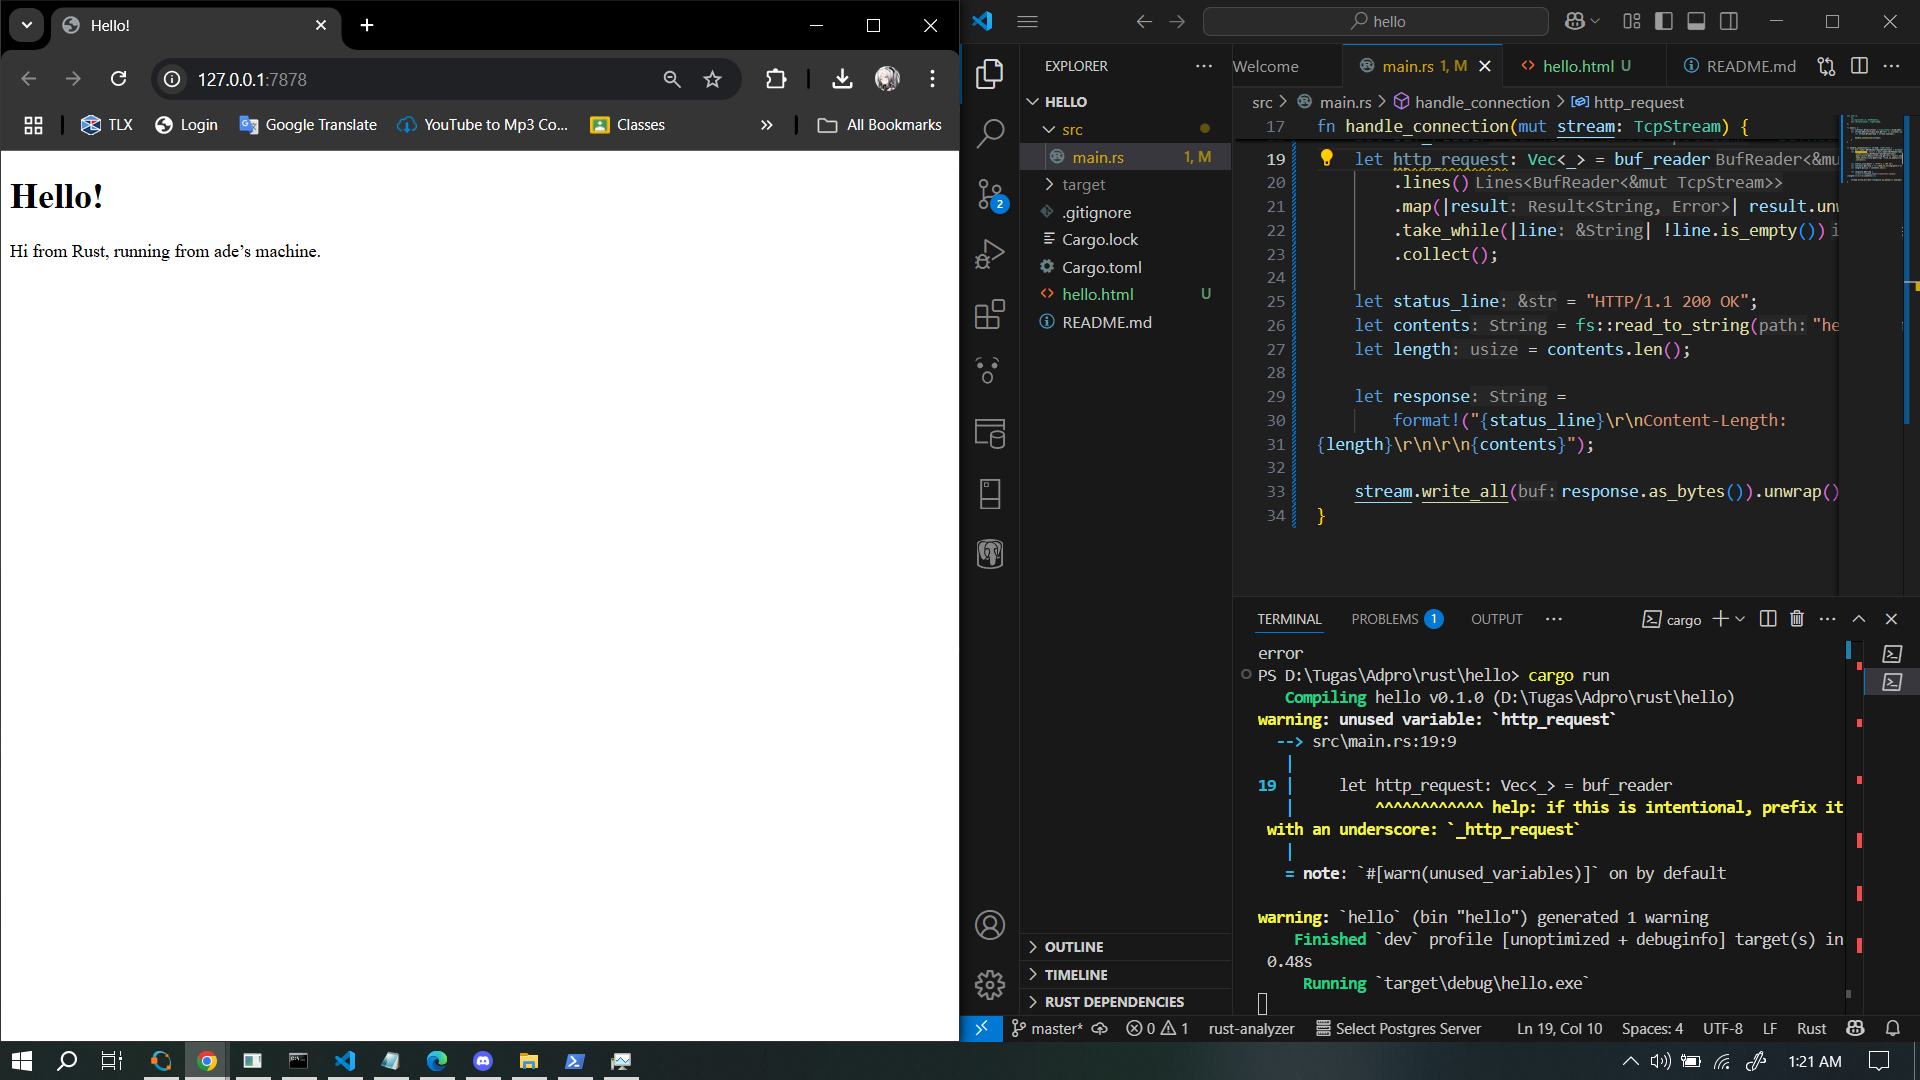 Hello!
127.0.0.1:7878
TLX
Login
Google Translate
YouTube to Mp3 Co...
Classes
»
All Bookmarks
Hello!
Hi from Rust, running from ade's machine.
hello
EXPLORER
HELLO
src
main.rs 1, M
target
.gitignore
Cargo.lock
Cargo.toml
hello.html U
README.md
OUTLINE
TIMELINE
RUST DEPENDENCIES
Welcome
main.rs 1, M
hello.html U
README.md
src > main.rs > handle_connection > http_request
17 fn handle_connection(mut stream: TcpStream) {
19 let http_request: Vec<_> = buf_reader BufReader<&mu
20 .lines() Lines<BufReader<&mut TcpStream>>
21 .map(|result: Result<String, Error>| result.unw
22 .take_while(|line: &String| !line.is_empty()) i
23 .collect();
24
25 let status_line: &str = "HTTP/1.1 200 OK";
26 let contents: String = fs::read_to_string(path: "he
27 let length: usize = contents.len();
28
29 let response: String =
30 format!("{status_line}\r\nContent-Length:
31 {length}\r\n\r\n{contents}");
32
33 stream.write_all(buf: response.as_bytes()).unwrap()
34 }
TERMINAL
PROBLEMS 1
OUTPUT
cargo
error
PS D:\Tugas\Adpro\rust\hello> cargo run
Compiling hello v0.1.0 (D:\Tugas\Adpro\rust\hello)
warning: unused variable: `http_request`
--> src\main.rs:19:9
|
19 | let http_request: Vec<_> = buf_reader
| ^^^^^^^^^^^^ help: if this is intentional, prefix it
with an underscore: `_http_request`
|
= note: `#[warn(unused_variables)]` on by default
warning: `hello` (bin "hello") generated 1 warning
Finished `dev` profile [unoptimized + debuginfo] target(s) in
0.48s
Running `target\debug\hello.exe`
2
master*
0
1
rust-analyzer
Select Postgres Server
Ln 19, Col 10
Spaces: 4
UTF-8
LF
Rust
1:21 AM